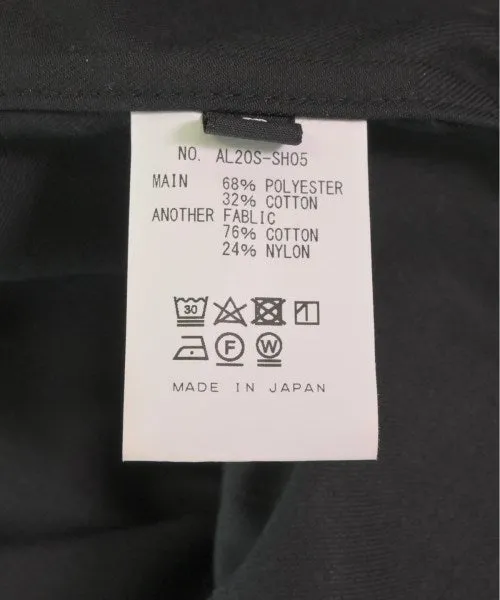 NO. AL20S-SH05
MAIN 68% POLYESTER
32% COTTON
ANOTHER FABLIC
76% COTTON
24% NYLON
30
F W
MADE IN JAPAN